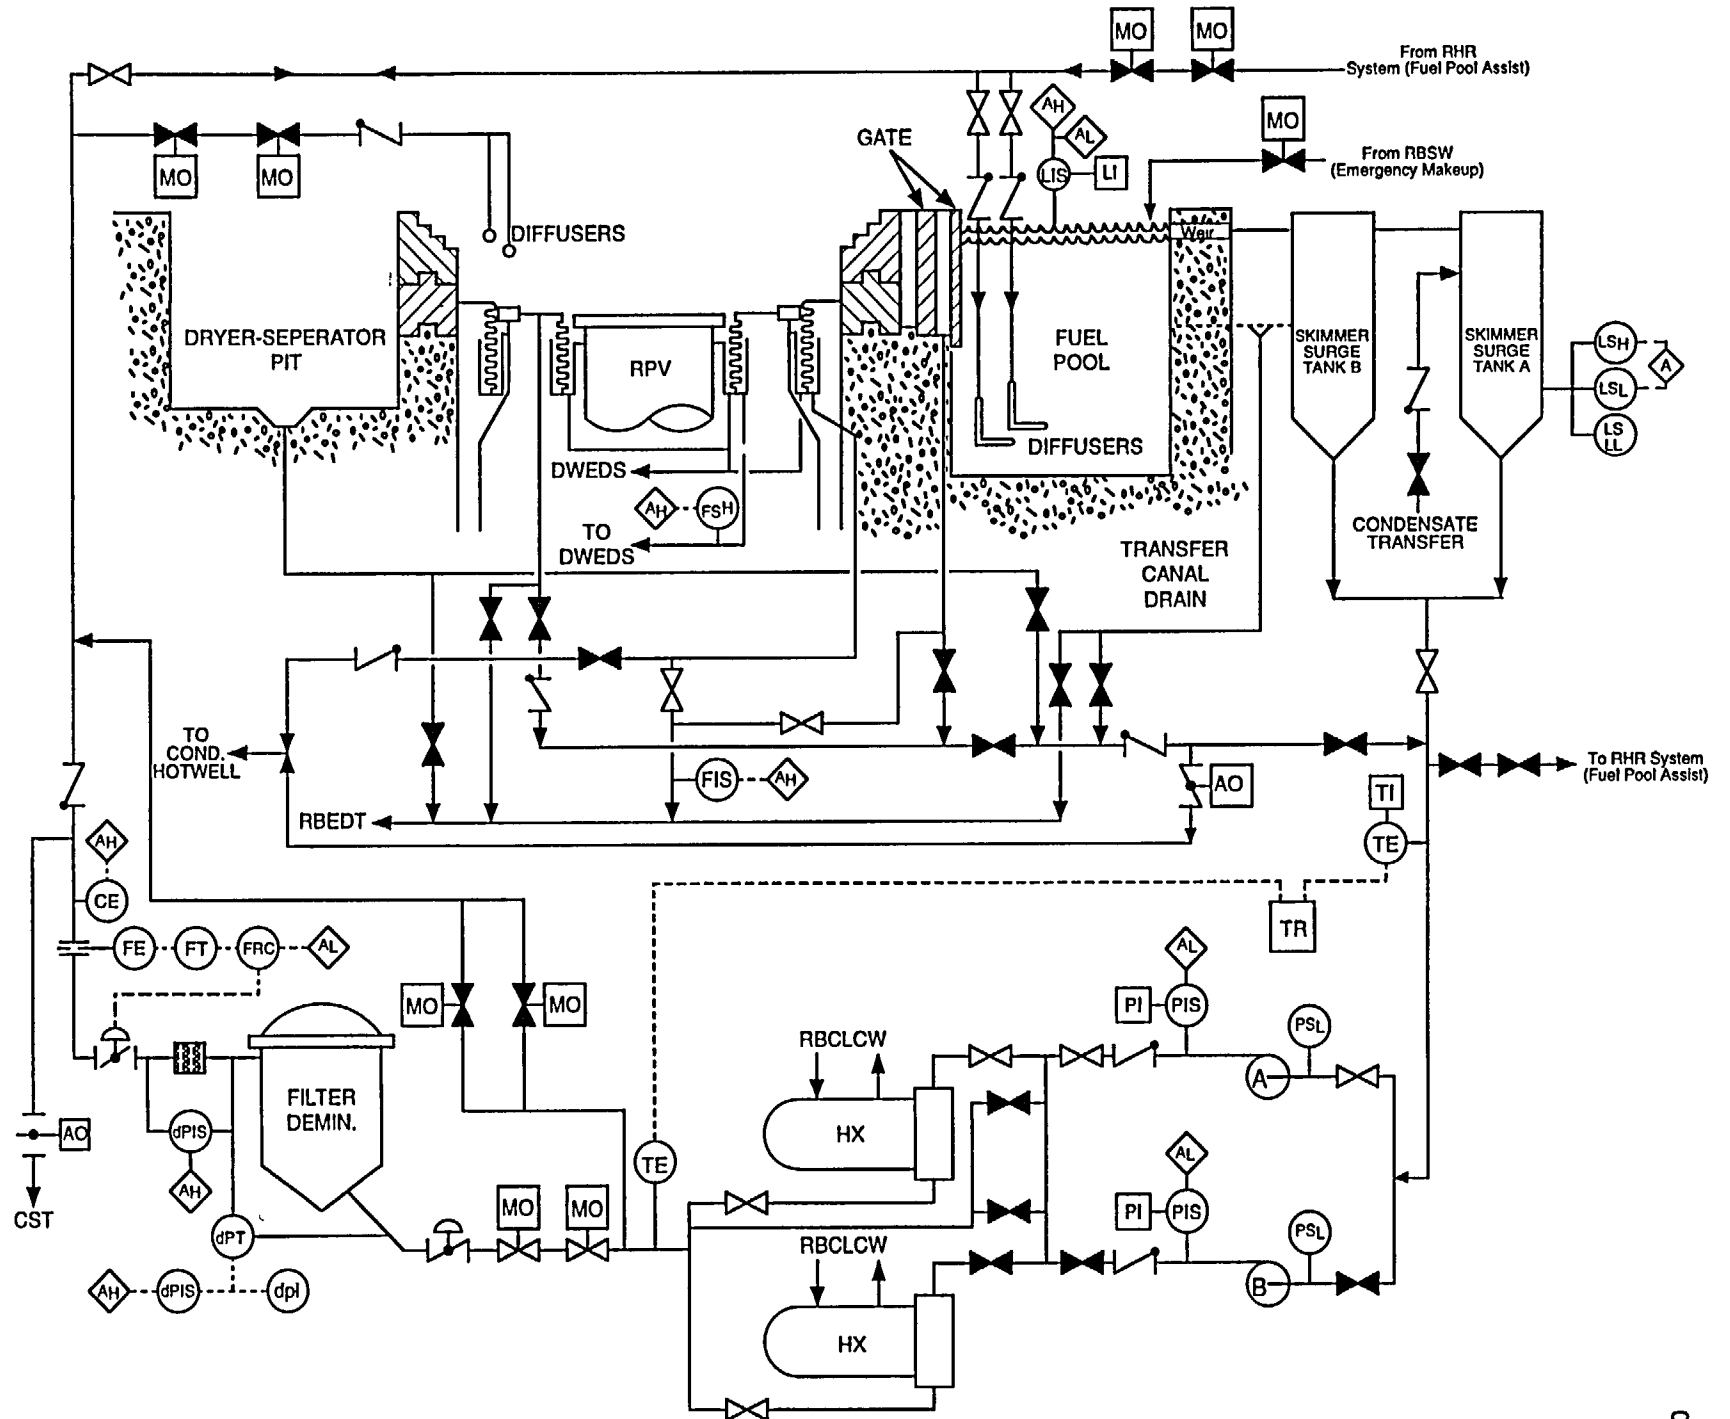 MO
MO
From RHR
System (Fuel Pool Assist)
AH
AL
LIS
LI
MO
From RBSW
(Emergency Makeup)
GATE
MO
MO
DIFFUSERS
Weir
DRYER-SEPERATOR
PIT
RPV
FUEL
POOL
DIFFUSERS
SKIMMER
SURGE
TANK B
SKIMMER
SURGE
TANK A
LSH
LSL
LS
LL
A
DWEDS
AH
FSH
TO
DWEDS
CONDENSATE
TRANSFER
TRANSFER
CANAL
DRAIN
TO
COND.
HOTWELL
FIS
AH
RBEDT
AO
To RHR System
(Fuel Pool Assist)
TI
TE
TR
AH
CE
FE
FT
FRC
AL
MO
MO
AL
PI
PIS
PSL
A
RBCLCW
HX
FILTER
DEMIN.
dPIS
AH
AO
CST
dPT
AH
dPIS
dpI
TE
MO
MO
AL
PI
PIS
PSL
B
RBCLCW
HX